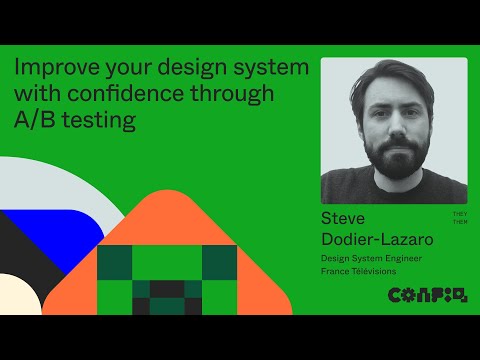 Improve your design system
with confidence through
A/B testing
Steve
Dodier-Lazaro
THEY
THEM
Design System Engineer
France Télévisions
CONFIG